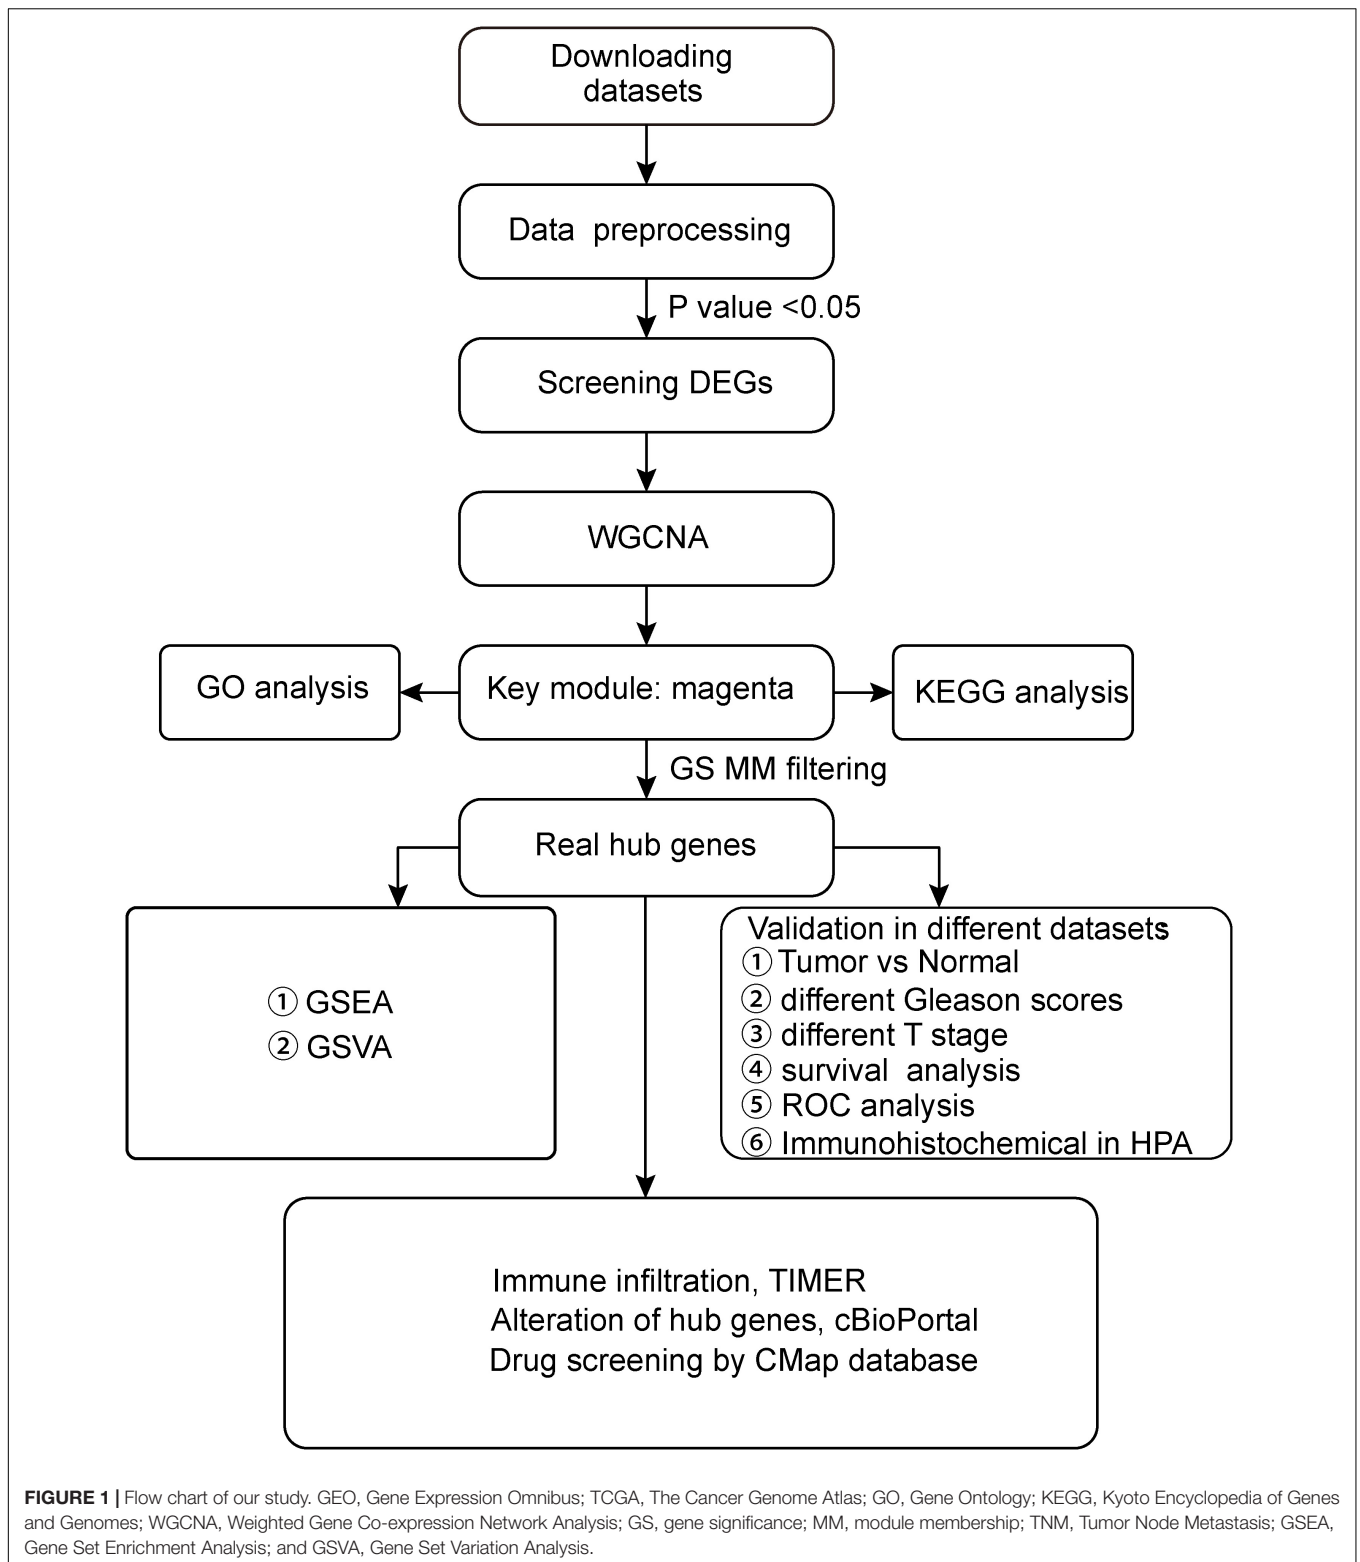 Downloading
datasets
Data preprocessing
P value <0.05
Screening DEGs
WGCNA
GO analysis
Key module: magenta
KEGG analysis
GS MM filtering
Real hub genes
① GSEA
② GSVA
Validation in different datasets
① Tumor vs Normal
② different Gleason scores
③ different T stage
④ survival analysis
⑤ ROC analysis
⑥ Immunohistochemical in HPA
Immune infiltration, TIMER
Alteration of hub genes, cBioPortal
Drug screening by CMap database
FIGURE 1 | Flow chart of our study. GEO, Gene Expression Omnibus; TCGA, The Cancer Genome Atlas; GO, Gene Ontology; KEGG, Kyoto Encyclopedia of Genes
and Genomes; WGCNA, Weighted Gene Co-expression Network Analysis; GS, gene significance; MM, module membership; TNM, Tumor Node Metastasis; GSEA,
Gene Set Enrichment Analysis; and GSVA, Gene Set Variation Analysis.